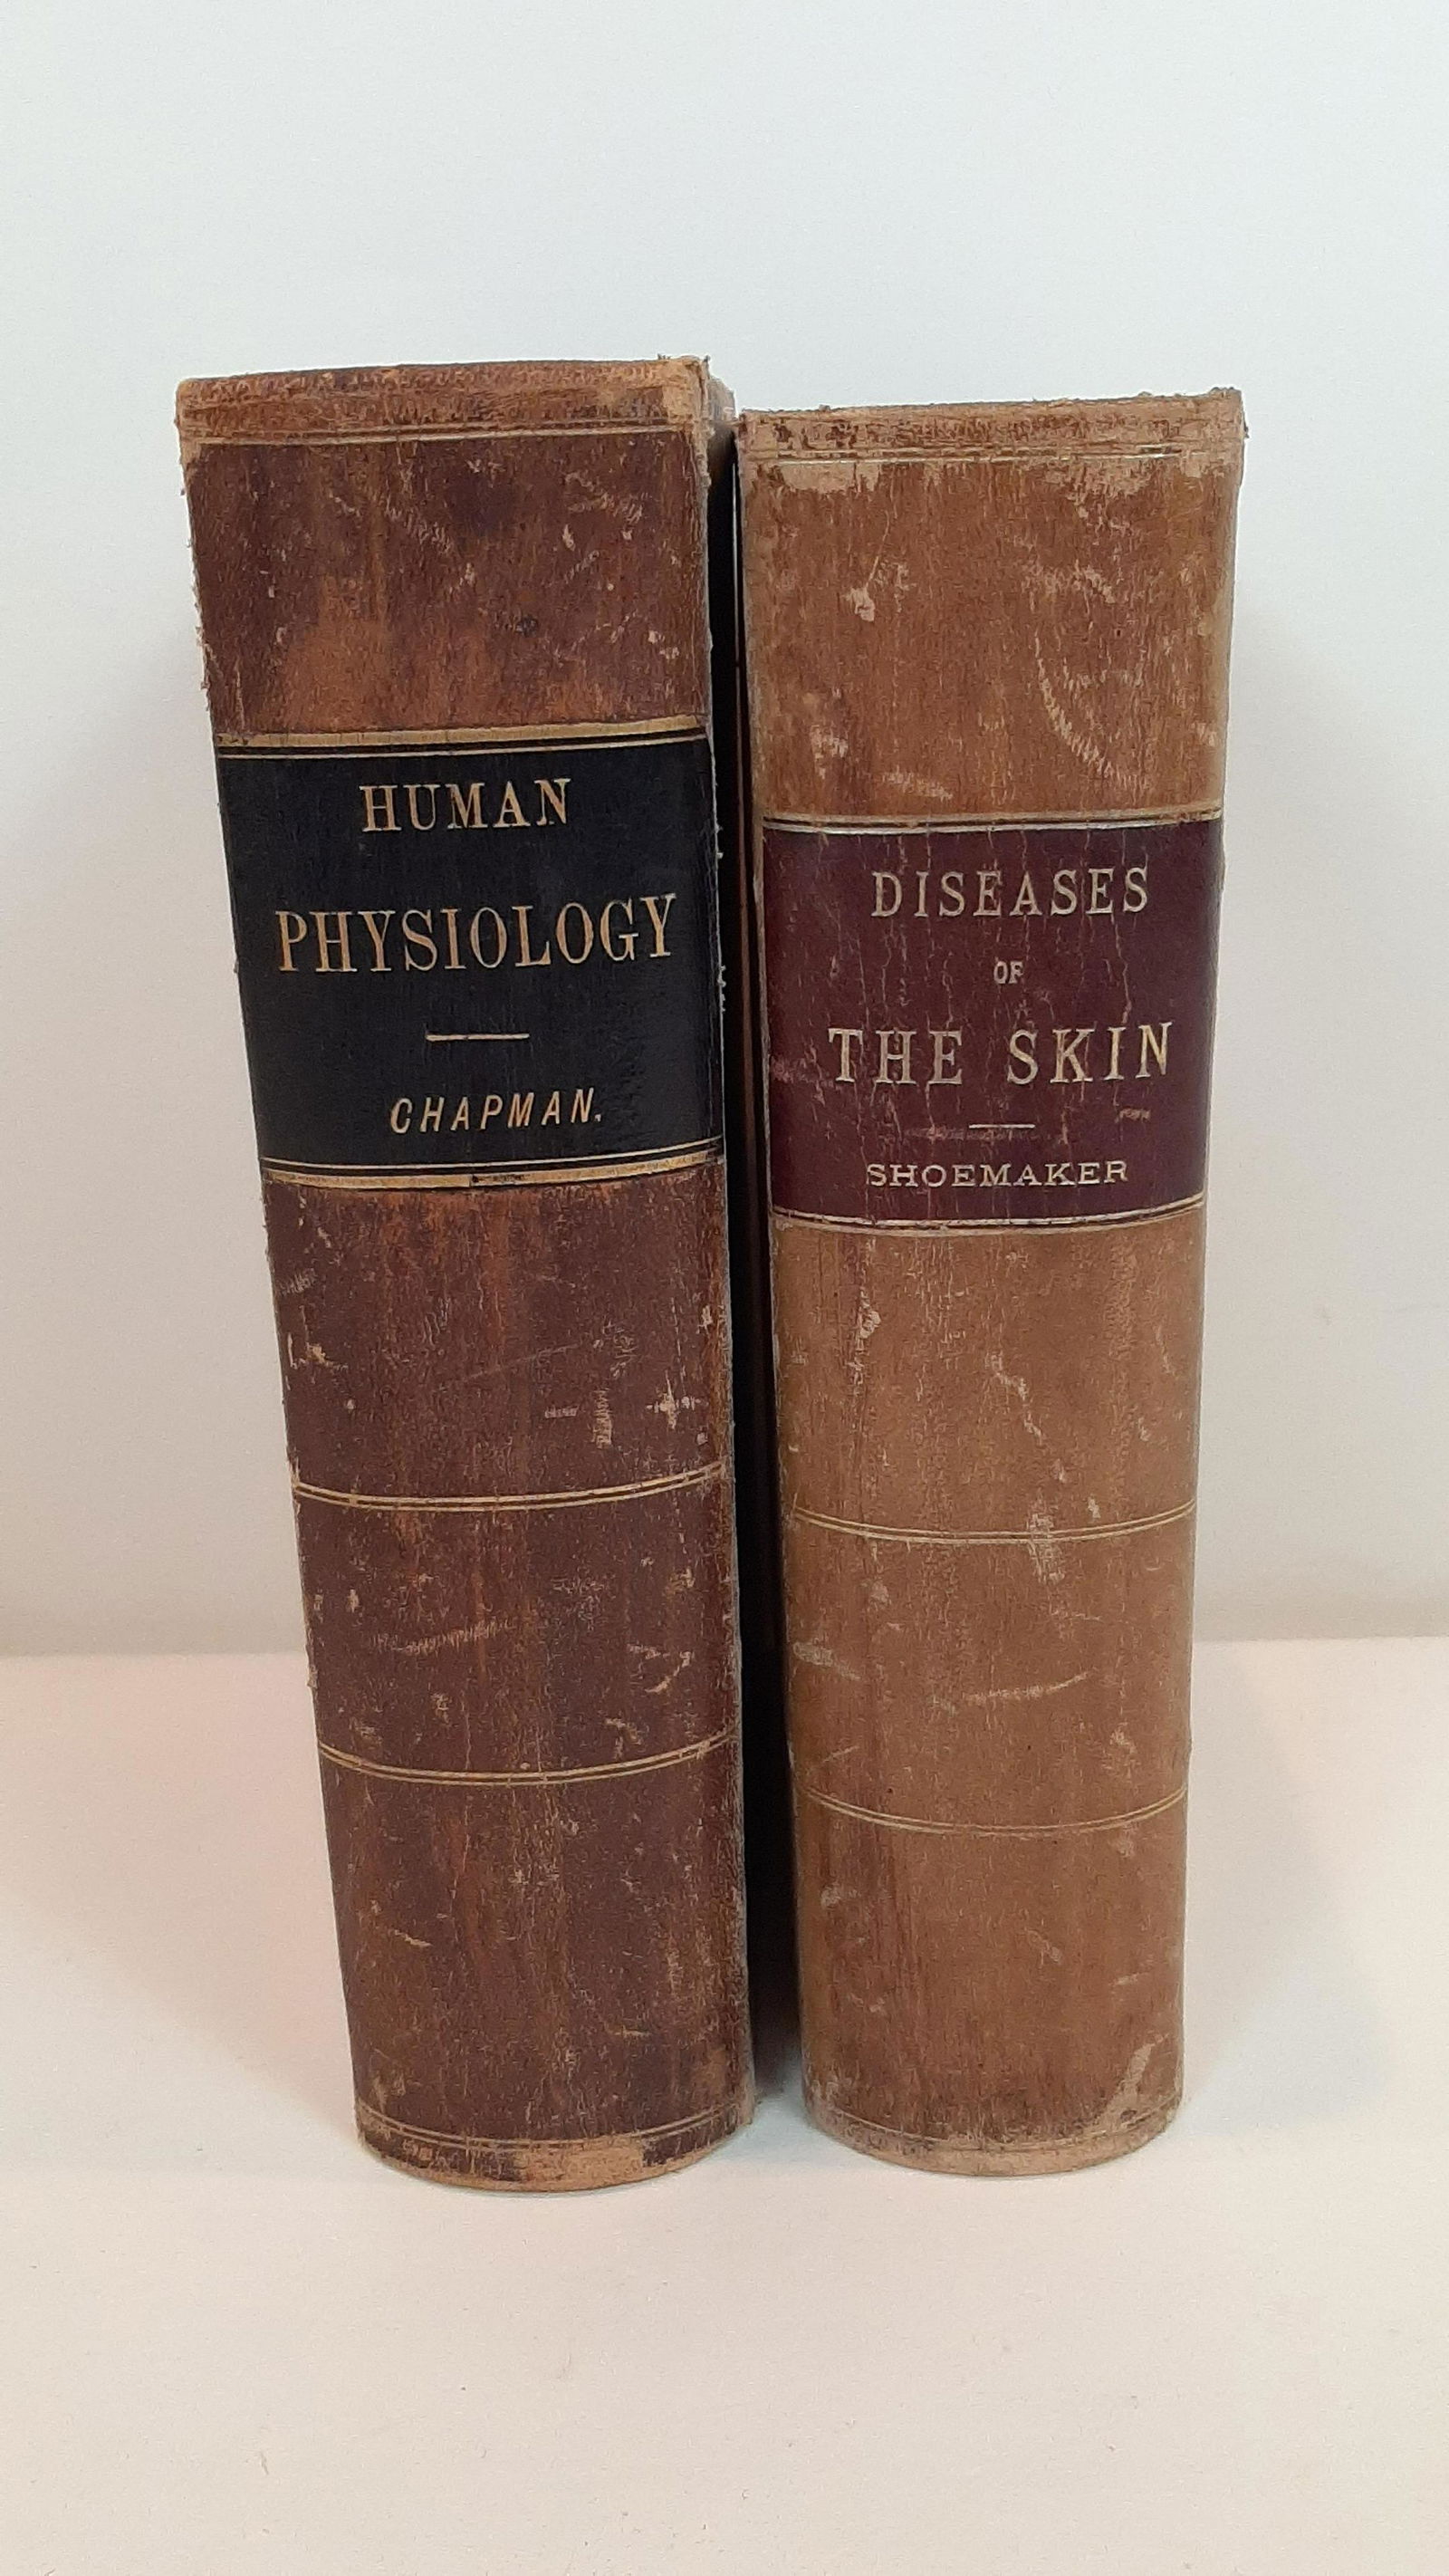 HUMAN
PHYSIOLOGY
CHAPMAN.
DISEASES
OF
THE SKIN
SHOEMAKER